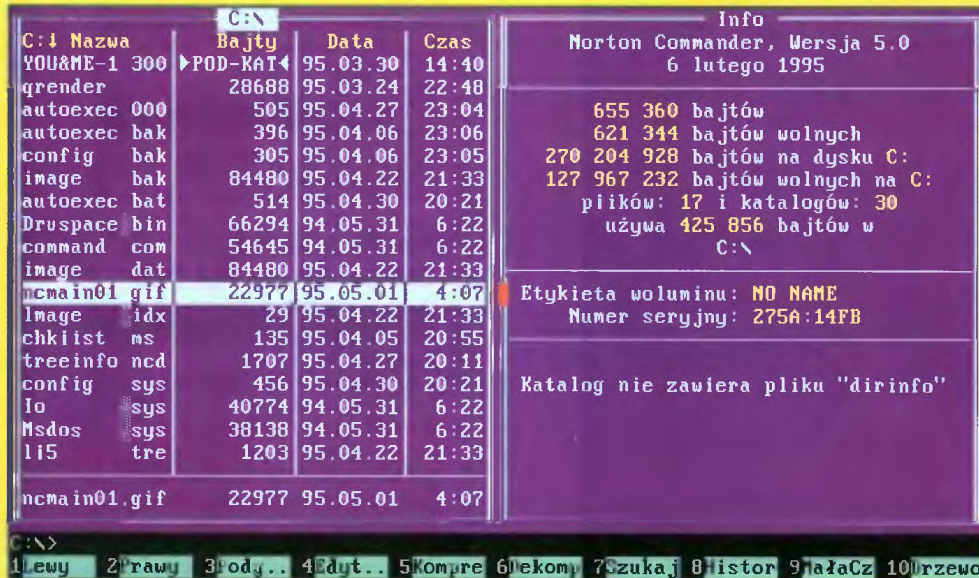 C:\
C:↓ Nazwa Bajty Data Czas
YOU&ME-1 300 ►POD-KAT◄ 95.03.30 14:40
qrender 28688 95.03.24 22:48
autoexec 000 505 95.04.27 23:04
autoexec bak 396 95.04.06 23:06
config bak 305 95.04.06 23:05
image bak 84480 95.04.22 21:33
autoexec bat 514 95.04.30 20:21
Drvspace bin 66294 94.05.31 6:22
command com 54645 94.05.31 6:22
image dat 84480 95.04.22 21:33
ncmain01 gif 22977 95.05.01 4:07
Image idx 29 95.04.22 21:33
chklist ms 135 95.04.05 20:55
treeinfo ncd 1707 95.04.27 20:11
config sys 456 95.04.30 20:21
Io sys 40774 94.05.31 6:22
Msdos sys 38138 94.05.31 6:22
li5 tre 1203 95.04.22 21:33
ncmain01.gif 22977 95.05.01 4:07
Info
Norton Commander, Wersja 5.0
6 lutego 1995
655 360 bajtów
621 344 bajtów wolnych
270 204 928 bajtów na dysku C:
127 967 232 bajtów wolnych na C:
plików: 17 i katalogów: 30
używa 425 856 bajtów w
C:\
Etykieta woluminu: NO NAME
Numer seryjny: 275A:14FB
Katalog nie zawiera pliku "dirinfo"
C:\>
1Lewy 2Prawy 3Pody.. 4Edyt.. 5Kompre 6Dekomp 7Szukaj 8Histor 9MałaCz 10Drzewo